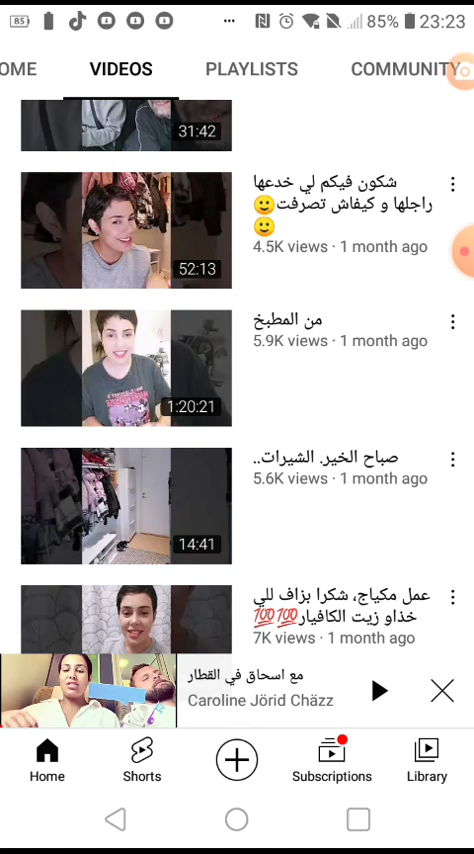 85
85%
23:23
OME
VIDEOS
PLAYLISTS
COMMUNITY
31:42
شكون فيكم لي خدعها
راجلها و كيفاش تصرفت🙂
🙂
4.5K views · 1 month ago
52:13
من المطبخ
5.9K views · 1 month ago
1:20:21
صباح الخير. الشيرات..
5.6K views · 1 month ago
14:41
عمل مكياج، شكرا بزاف للي
خذاو زيت الكافيار💯💯
7K views · 1 month ago
مع اسحاق في القطار
Caroline Jörid Chäzz
Home
Shorts
Subscriptions
Library